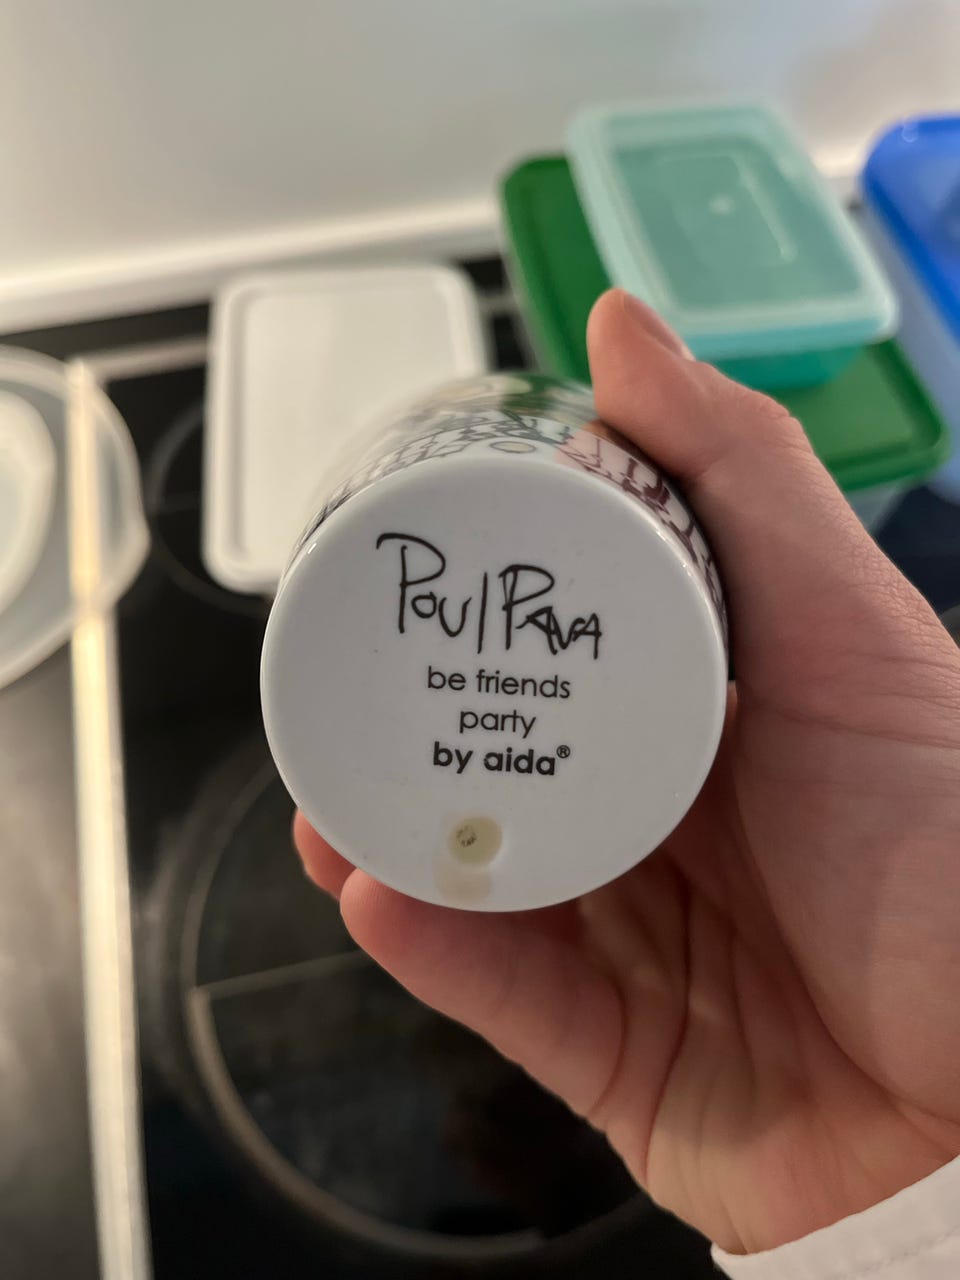 Poul Pava
be friends
party
by aida®